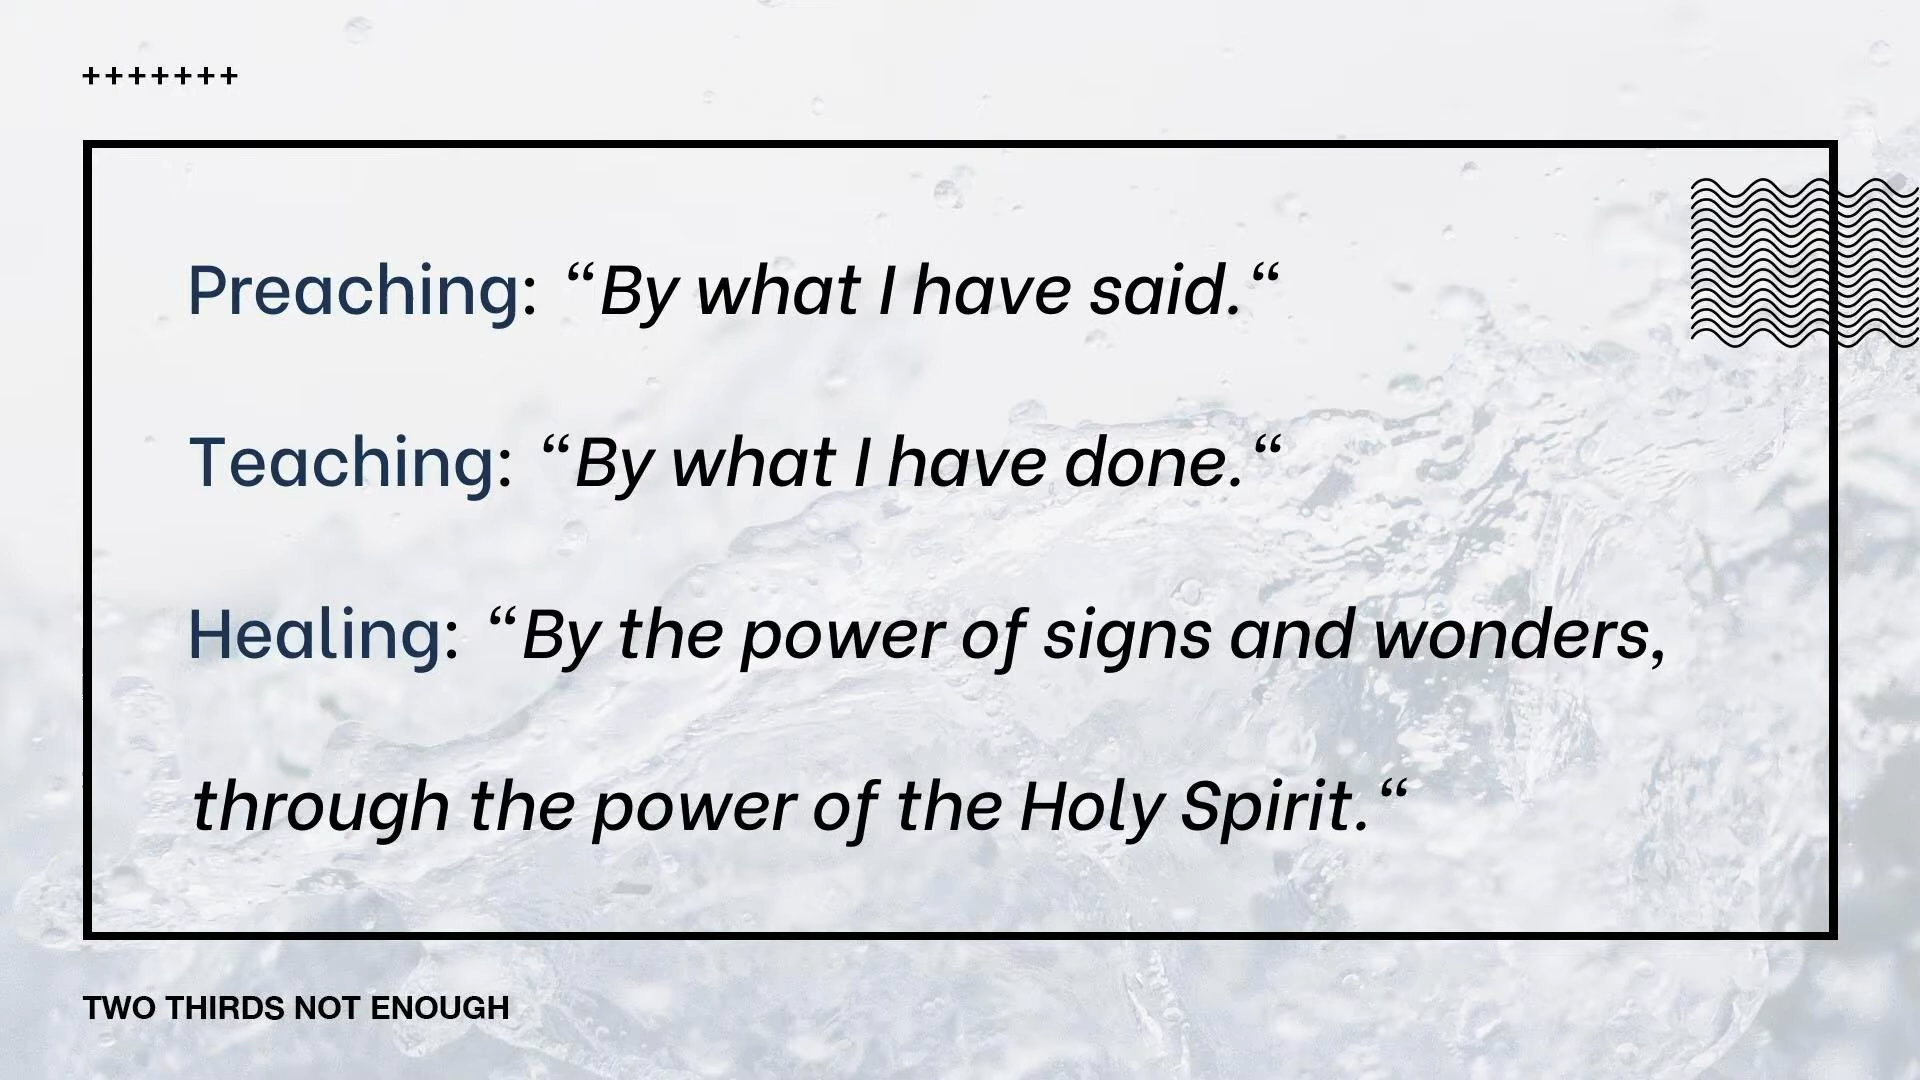 +++++++
Preaching: “By what I have said.“
Teaching: “By what I have done.“
Healing: “By the power of signs and wonders,
through the power of the Holy Spirit.“
TWO THIRDS NOT ENOUGH